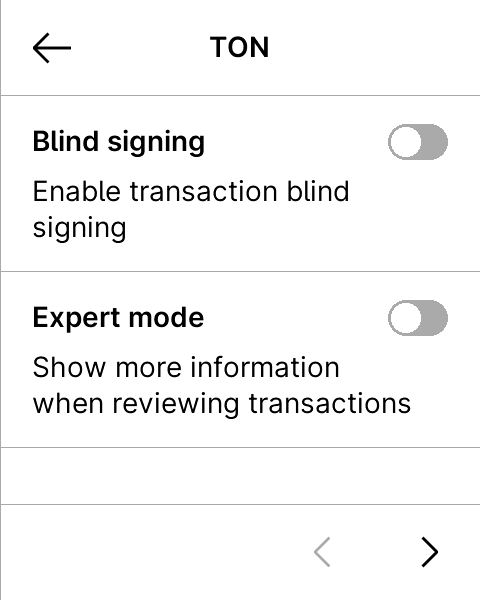 TON
Blind signing
Enable transaction blind
signing
Expert mode
Show more information
when reviewing transactions